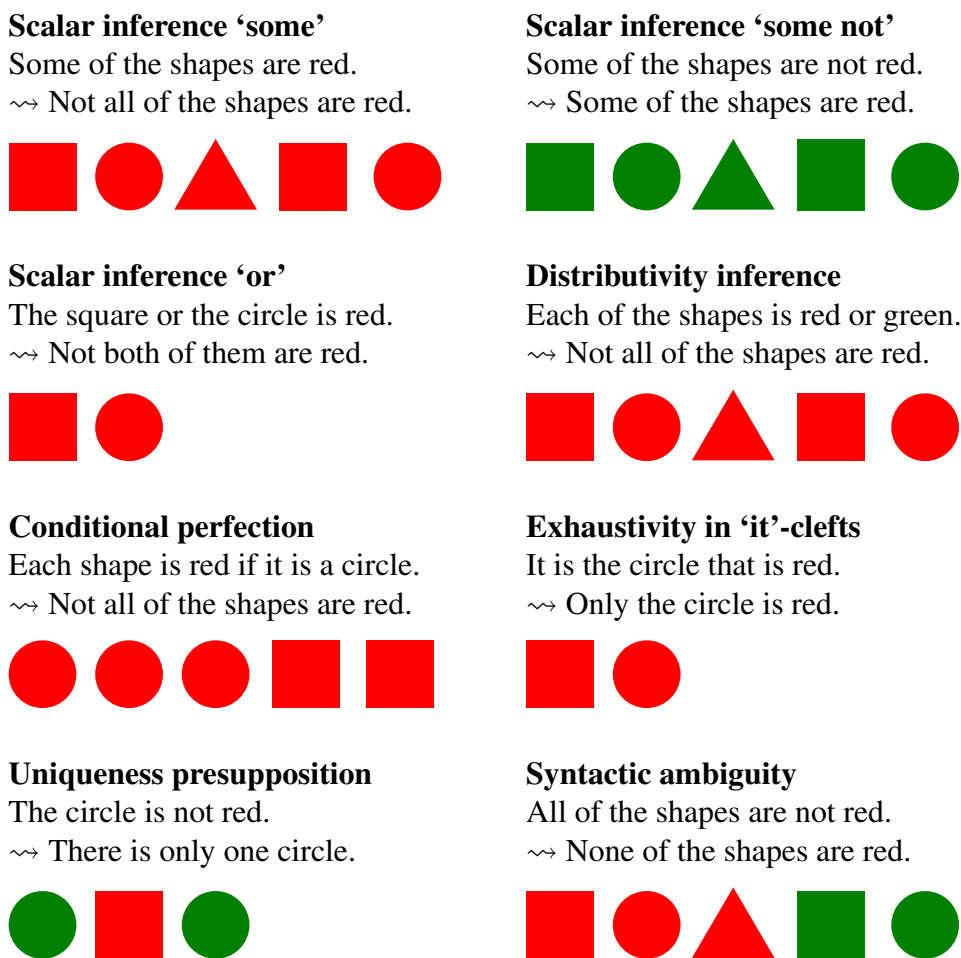 Scalar inference ‘some’
Some of the shapes are red.
⇝ Not all of the shapes are red.
Scalar inference ‘some not’
Some of the shapes are not red.
⇝ Some of the shapes are red.
Scalar inference ‘or’
The square or the circle is red.
⇝ Not both of them are red.
Distributivity inference
Each of the shapes is red or green.
⇝ Not all of the shapes are red.
Conditional perfection
Each shape is red if it is a circle.
⇝ Not all of the shapes are red.
Exhaustivity in ‘it’-clefts
It is the circle that is red.
⇝ Only the circle is red.
Uniqueness presupposition
The circle is not red.
⇝ There is only one circle.
Syntactic ambiguity
All of the shapes are not red.
⇝ None of the shapes are red.